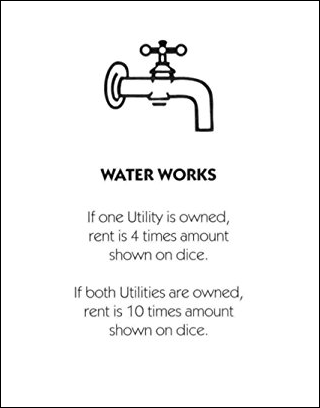 WATER WORKS
If one Utility is owned,
rent is 4 times amount
shown on dice.
If both Utilities are owned,
rent is 10 times amount
shown on dice.